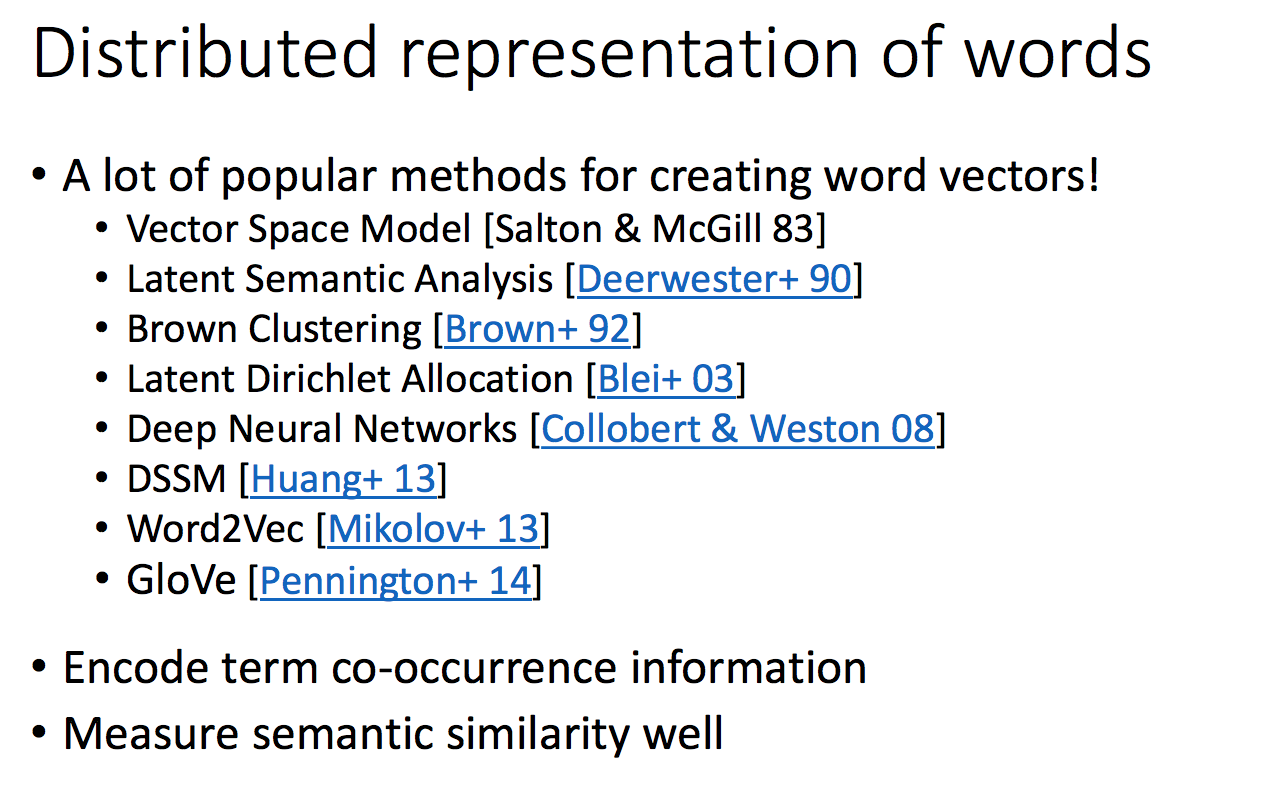 Distributed representation of words
• A lot of popular methods for creating word vectors!
• Vector Space Model [Salton & McGill 83]
• Latent Semantic Analysis [Deerwester+ 90]
• Brown Clustering [Brown+ 92]
• Latent Dirichlet Allocation [Blei+ 03]
• Deep Neural Networks [Collobert & Weston 08]
• DSSM [Huang+ 13]
• Word2Vec [Mikolov+ 13]
• GloVe [Pennington+ 14]
• Encode term co-occurrence information
• Measure semantic similarity well